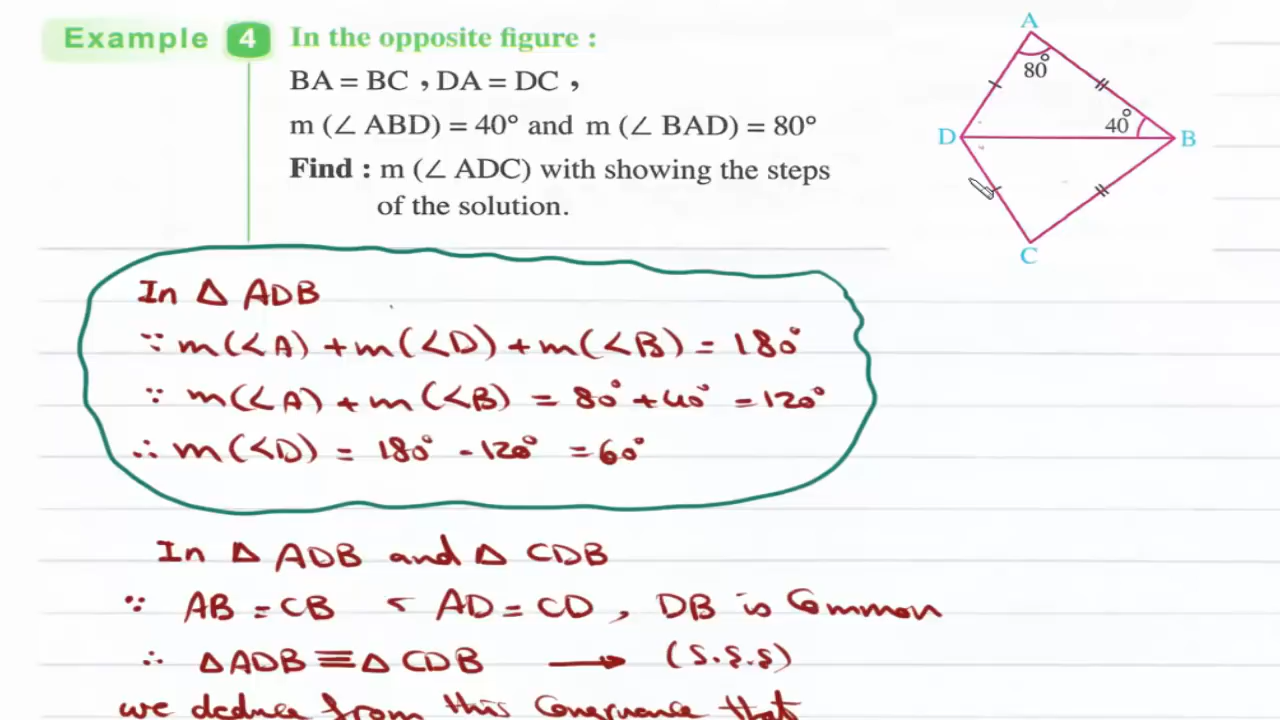 Example 4 In the opposite figure :
BA = BC , DA = DC ,
m (∠ ABD) = 40° and m (∠ BAD) = 80°
Find : m (∠ ADC) with showing the steps
of the solution.
A
80°
40°
D
B
C
In Δ ADB
∵ m(∠A) + m(∠D) + m(∠B) = 180°
∵ m(∠A) + m(∠B) = 80° + 40° = 120°
∴ m(∠D) = 180° - 120° = 60°
In Δ ADB and Δ CDB
∵ AB = CB , AD = CD , DB is Common
∴ Δ ADB ≡ Δ CDB → (S.S.S)
we deduce from this Congruence that